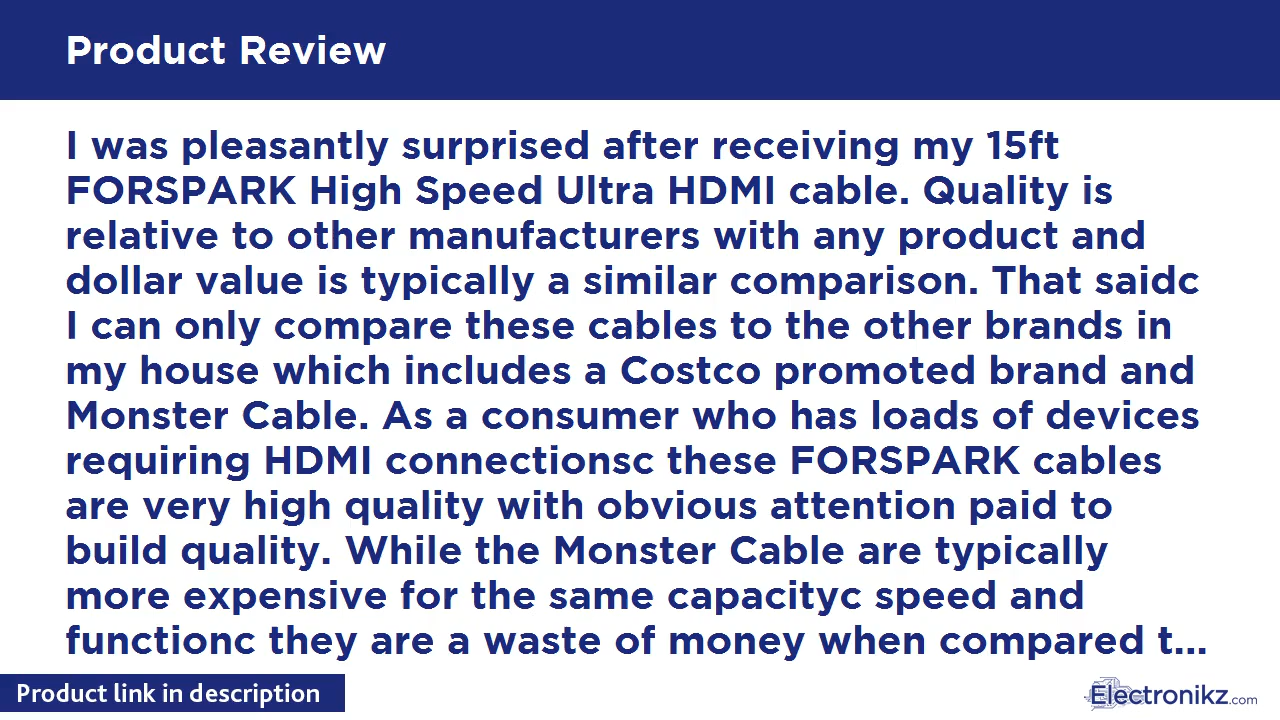 Product Review
I was pleasantly surprised after receiving my 15ft
FORSPARK High Speed Ultra HDMI cable. Quality is
relative to other manufacturers with any product and
dollar value is typically a similar comparison. That saidc
I can only compare these cables to the other brands in
my house which includes a Costco promoted brand and
Monster Cable. As a consumer who has loads of devices
requiring HDMI connectionsc these FORSPARK cables
are very high quality with obvious attention paid to
build quality. While the Monster Cable are typically
more expensive for the same capacityc speed and
functionc they are a waste of money when compared t...
Product link in description
Electronikz.com